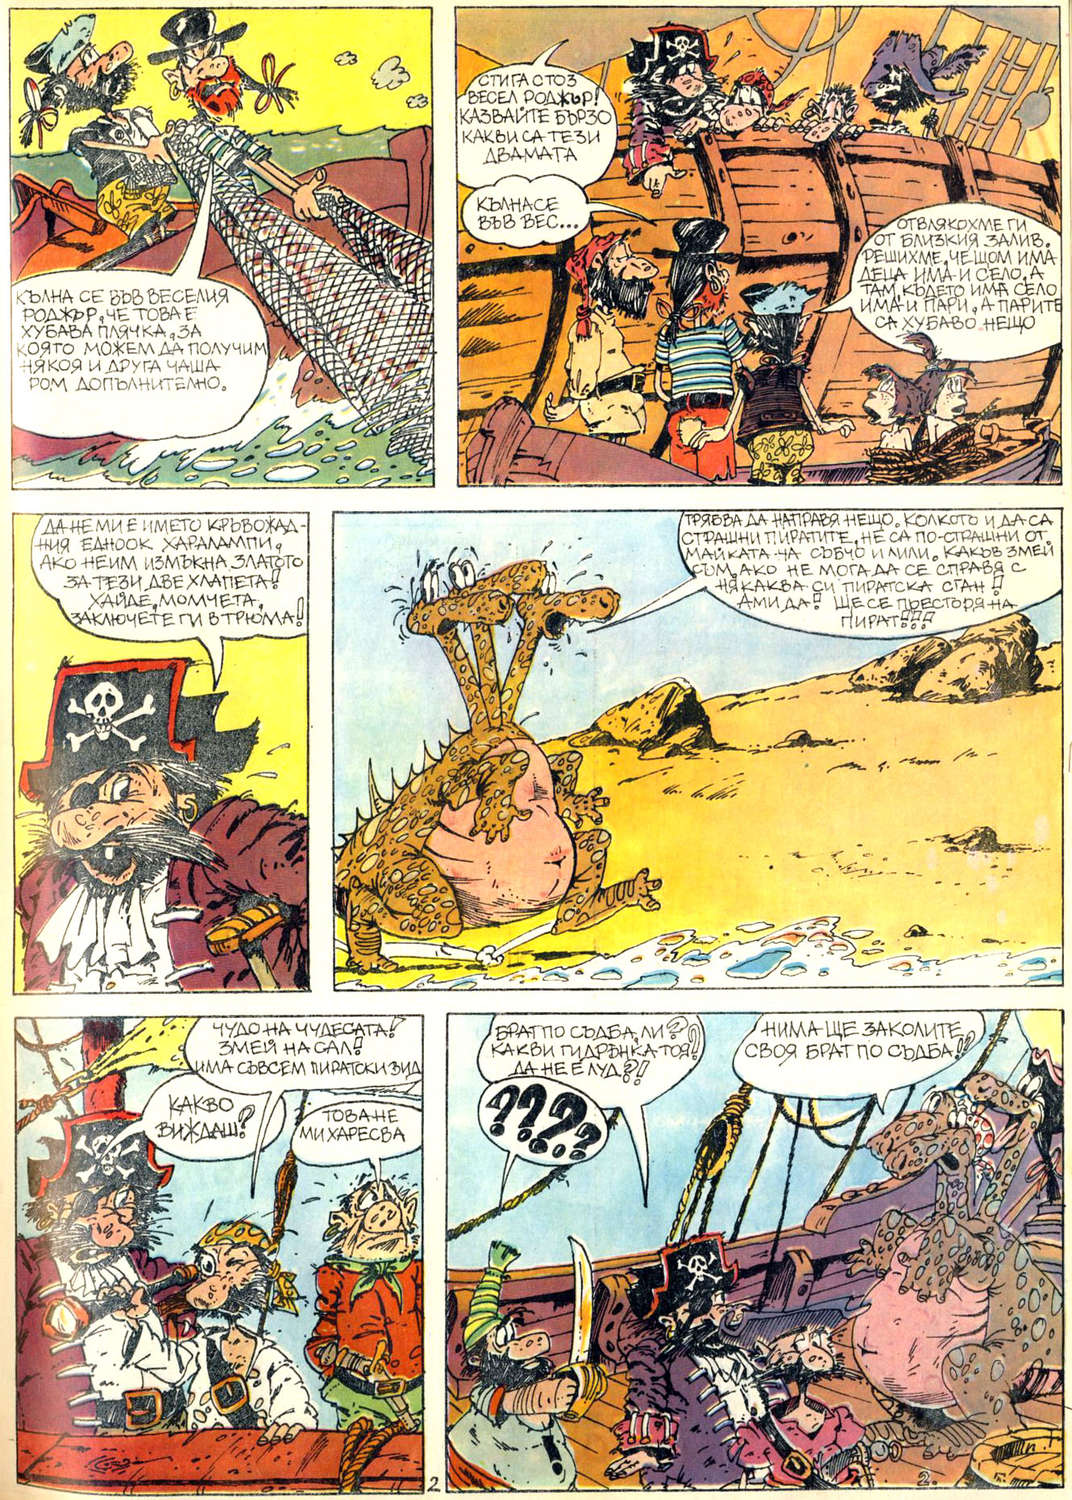 КЪЛНА СЕ ВЪВ ВЕСЕЛИЯ
РОДЖЪР, ЧЕ ТОВА Е
ХУБАВА ПЛЯЧКА, ЗА
КОЯТО МОЖЕМ ДА ПОЛУЧИМ
НЯКОЯ И ДРУГА ЧАША
РОМ ДОПЪЛНИТЕЛНО.
СТИГА С ТОЗ
ВЕСЕЛ РОДЖЪР!
КАЗВАЙТЕ БЪРЗО
КАКВИ СА ТЕЗИ
ДВАМАТА
КЪЛНА СЕ
ВЪВ ВЕС...
ОТВЛЯКОХМЕ ГИ
ОТ БЛИЗКИЯ ЗАЛИВ.
РЕШИХМЕ, ЧЕ ЩОМ ИМА
ДЕЦА ИМА И СЕЛО, А
ТАМ, КЪДЕТО ИМА СЕЛО
ИМА И ПАРИ, А ПАРИТЕ
СА ХУБАВО НЕЩО
ДА НЕ МИ Е ИМЕТО КРЪВОЖАД-
НИЯ ЕДНООК ХАРАЛАМПИ,
АКО НЕ ИМ ИЗМЪКНА ЗЛАТОТО
ЗА ТЕЗИ ДВЕ ХЛАПЕТА!
ХАЙДЕ, МОМЧЕТА,
ЗАКЛЮЧЕТЕ ГИ В ТРЮМА!
ТРЯБВА ДА НАПРАВЯ НЕЩО. КОЛКОТО И ДА СА
СТРАШНИ ПИРАТИТЕ, НЕ СА ПО-СТРАШНИ ОТ
МАЙКАТА НА СЪБЧО И ЛИЛИ. КАКЪВ ЗМЕЙ
СЪМ, АКО НЕ МОГА ДА СЕ СПРАВЯ С
НЯКАКВА СИ ПИРАТСКА СГАН!
АМИ ДА! ЩЕ СЕ ПРЕСТОРЯ НА
ПИРАТ!!!
ЧУДО НА ЧУДЕСАТА!
ЗМЕЙ НА САЛ!
ИМА СЪВСЕМ ПИРАТСКИ ВИД
КАКВО
ВИЖДАШ?
ТОВА НЕ
МИ ХАРЕСВА
2
БРАТ ПО СЪДБА ЛИ?
КАКВИ ГИ ДРЪНКА ТОЯ?
ДА НЕ Е ЛУД?!
????
НИМА ЩЕ ЗАКОЛИТЕ
СВОЯ БРАТ ПО СЪДБА!?
2.